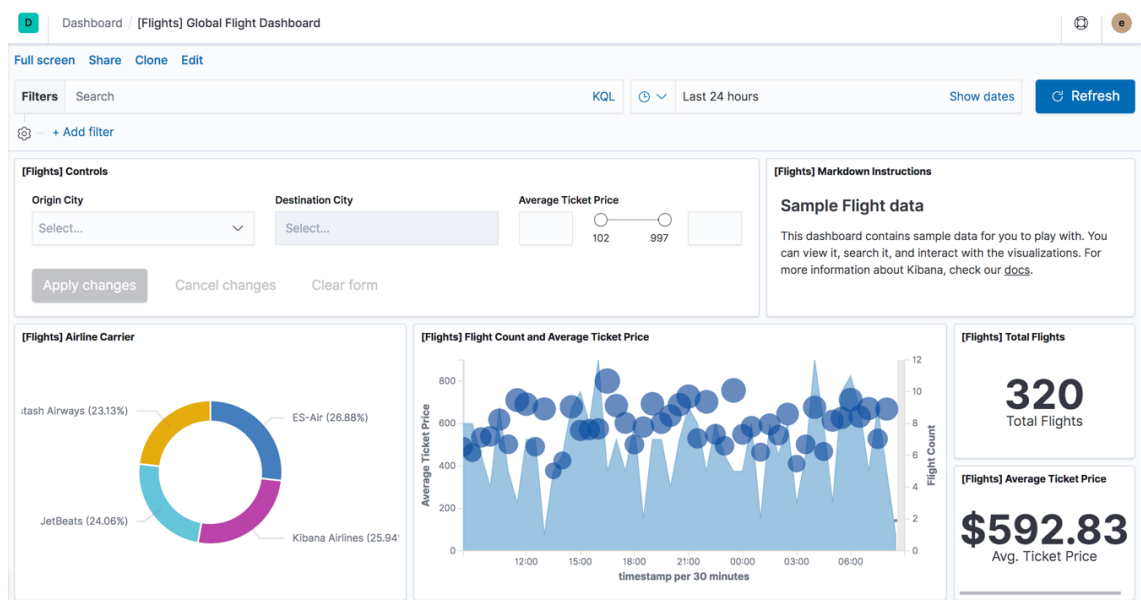 D Dashboard / [Flights] Global Flight Dashboard e
Full screen Share Clone Edit
Filters Search KQL Last 24 hours Show dates Refresh
+ Add filter
[Flights] Controls
Origin City Destination City Average Ticket Price
Select... Select...
102 997
Apply changes Cancel changes Clear form
[Flights] Markdown Instructions
Sample Flight data
This dashboard contains sample data for you to play with. You
can view it, search it, and interact with the visualizations. For
more information about Kibana, check our docs.
[Flights] Airline Carrier
tash Airways (23.13%)
ES-Air (26.88%)
JetBeats (24.06%)
Kibana Airlines (25.94
[Flights] Flight Count and Average Ticket Price
Average Ticket Price
800
600
400
200
0
12
10
8
6
4
2
0
Flight Count
12:00 15:00 18:00 21:00 00:00 03:00 06:00
timestamp per 30 minutes
[Flights] Total Flights
320
Total Flights
[Flights] Average Ticket Price
$592.83
Avg. Ticket Price